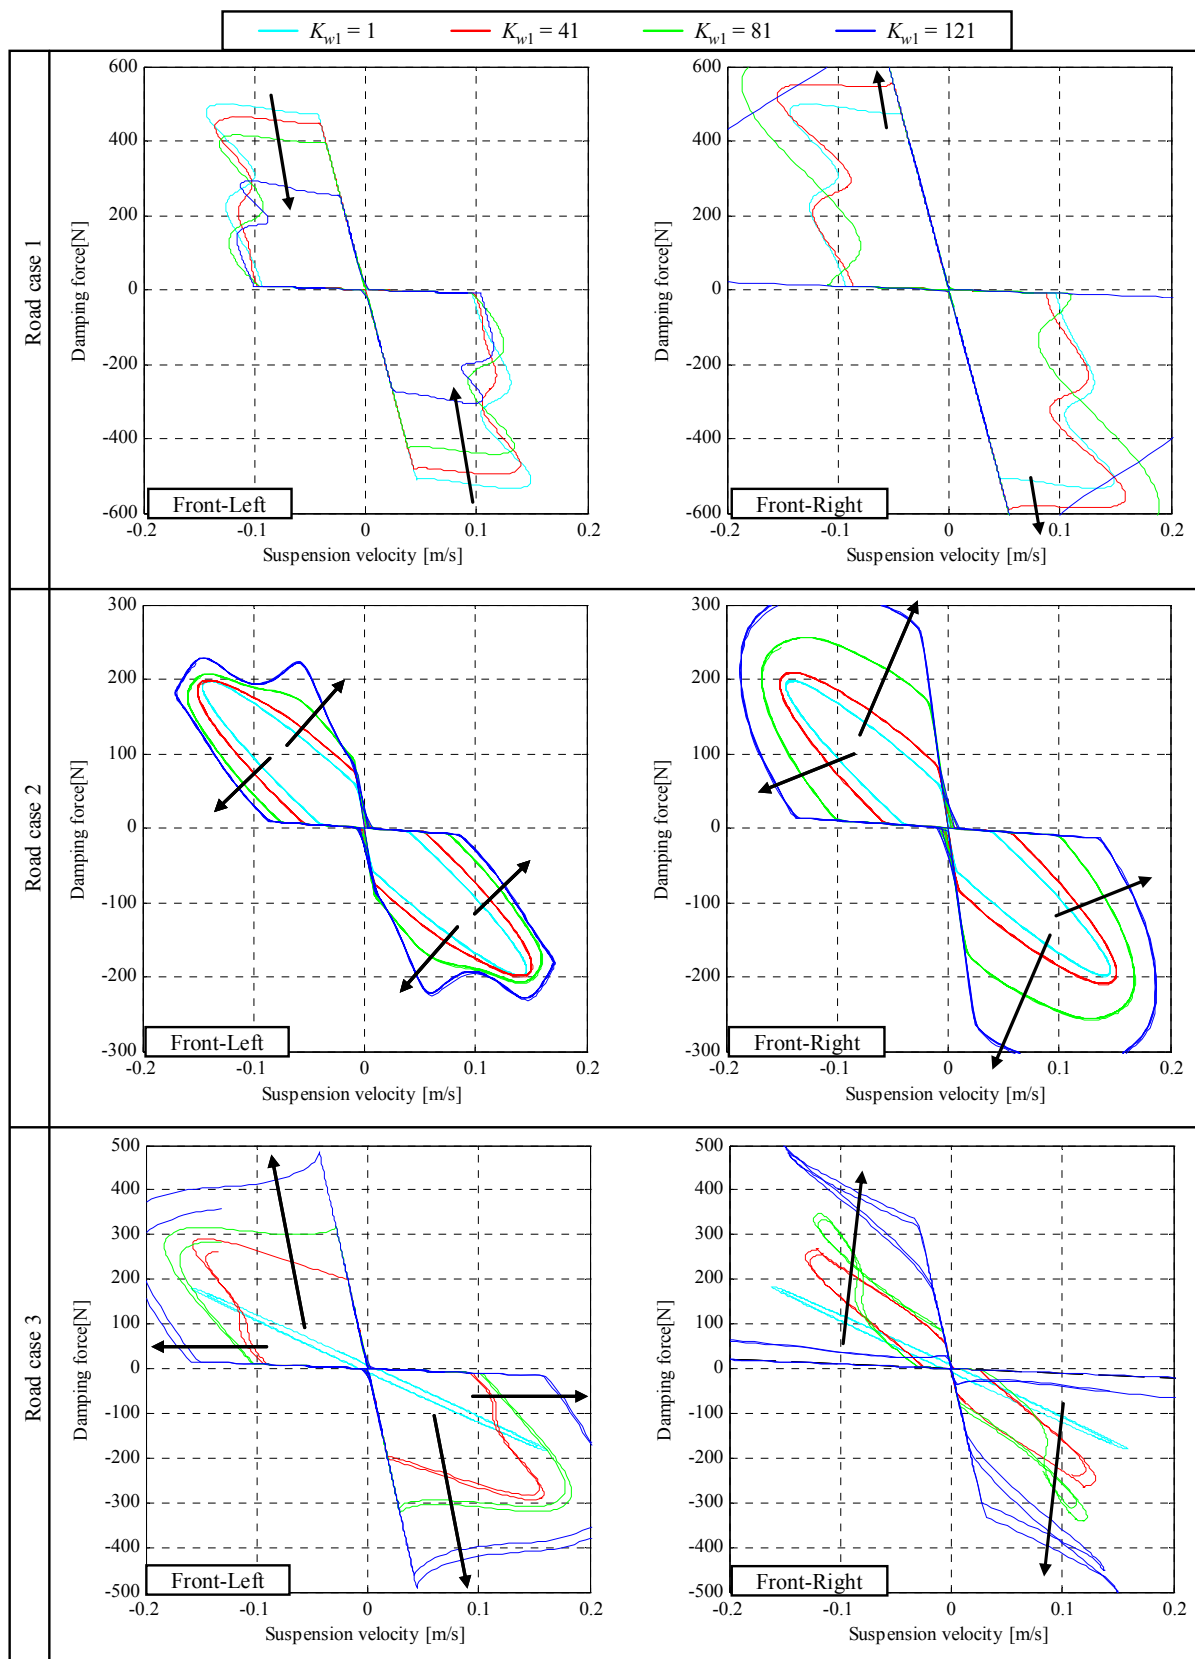 K_w1 = 1 K_w1 = 41 K_w1 = 81 K_w1 = 121
Road case 1
Damping force[N]
600
400
200
0
-200
-400
-600
Front-Left
-0.2 -0.1 0 0.1 0.2
Suspension velocity [m/s]
Damping force[N]
600
400
200
0
-200
-400
-600
Front-Right
-0.2 -0.1 0 0.1 0.2
Suspension velocity [m/s]
Road case 2
Damping force[N]
300
200
100
0
-100
-200
-300
Front-Left
-0.2 -0.1 0 0.1 0.2
Suspension velocity [m/s]
Damping force[N]
300
200
100
0
-100
-200
-300
Front-Right
-0.2 -0.1 0 0.1 0.2
Suspension velocity [m/s]
Road case 3
Damping force[N]
500
400
300
200
100
0
-100
-200
-300
-400
-500
Front-Left
-0.2 -0.1 0 0.1 0.2
Suspension velocity [m/s]
Damping force[N]
500
400
300
200
100
0
-100
-200
-300
-400
-500
Front-Right
-0.2 -0.1 0 0.1 0.2
Suspension velocity [m/s]